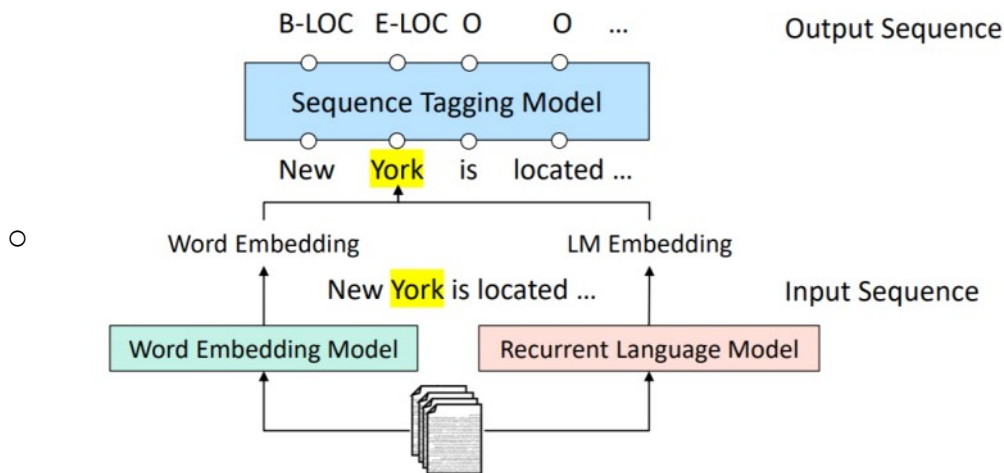 B-LOC E-LOC O O ... Output Sequence
Sequence Tagging Model
New York is located ...
Word Embedding LM Embedding
New York is located ... Input Sequence
Word Embedding Model Recurrent Language Model